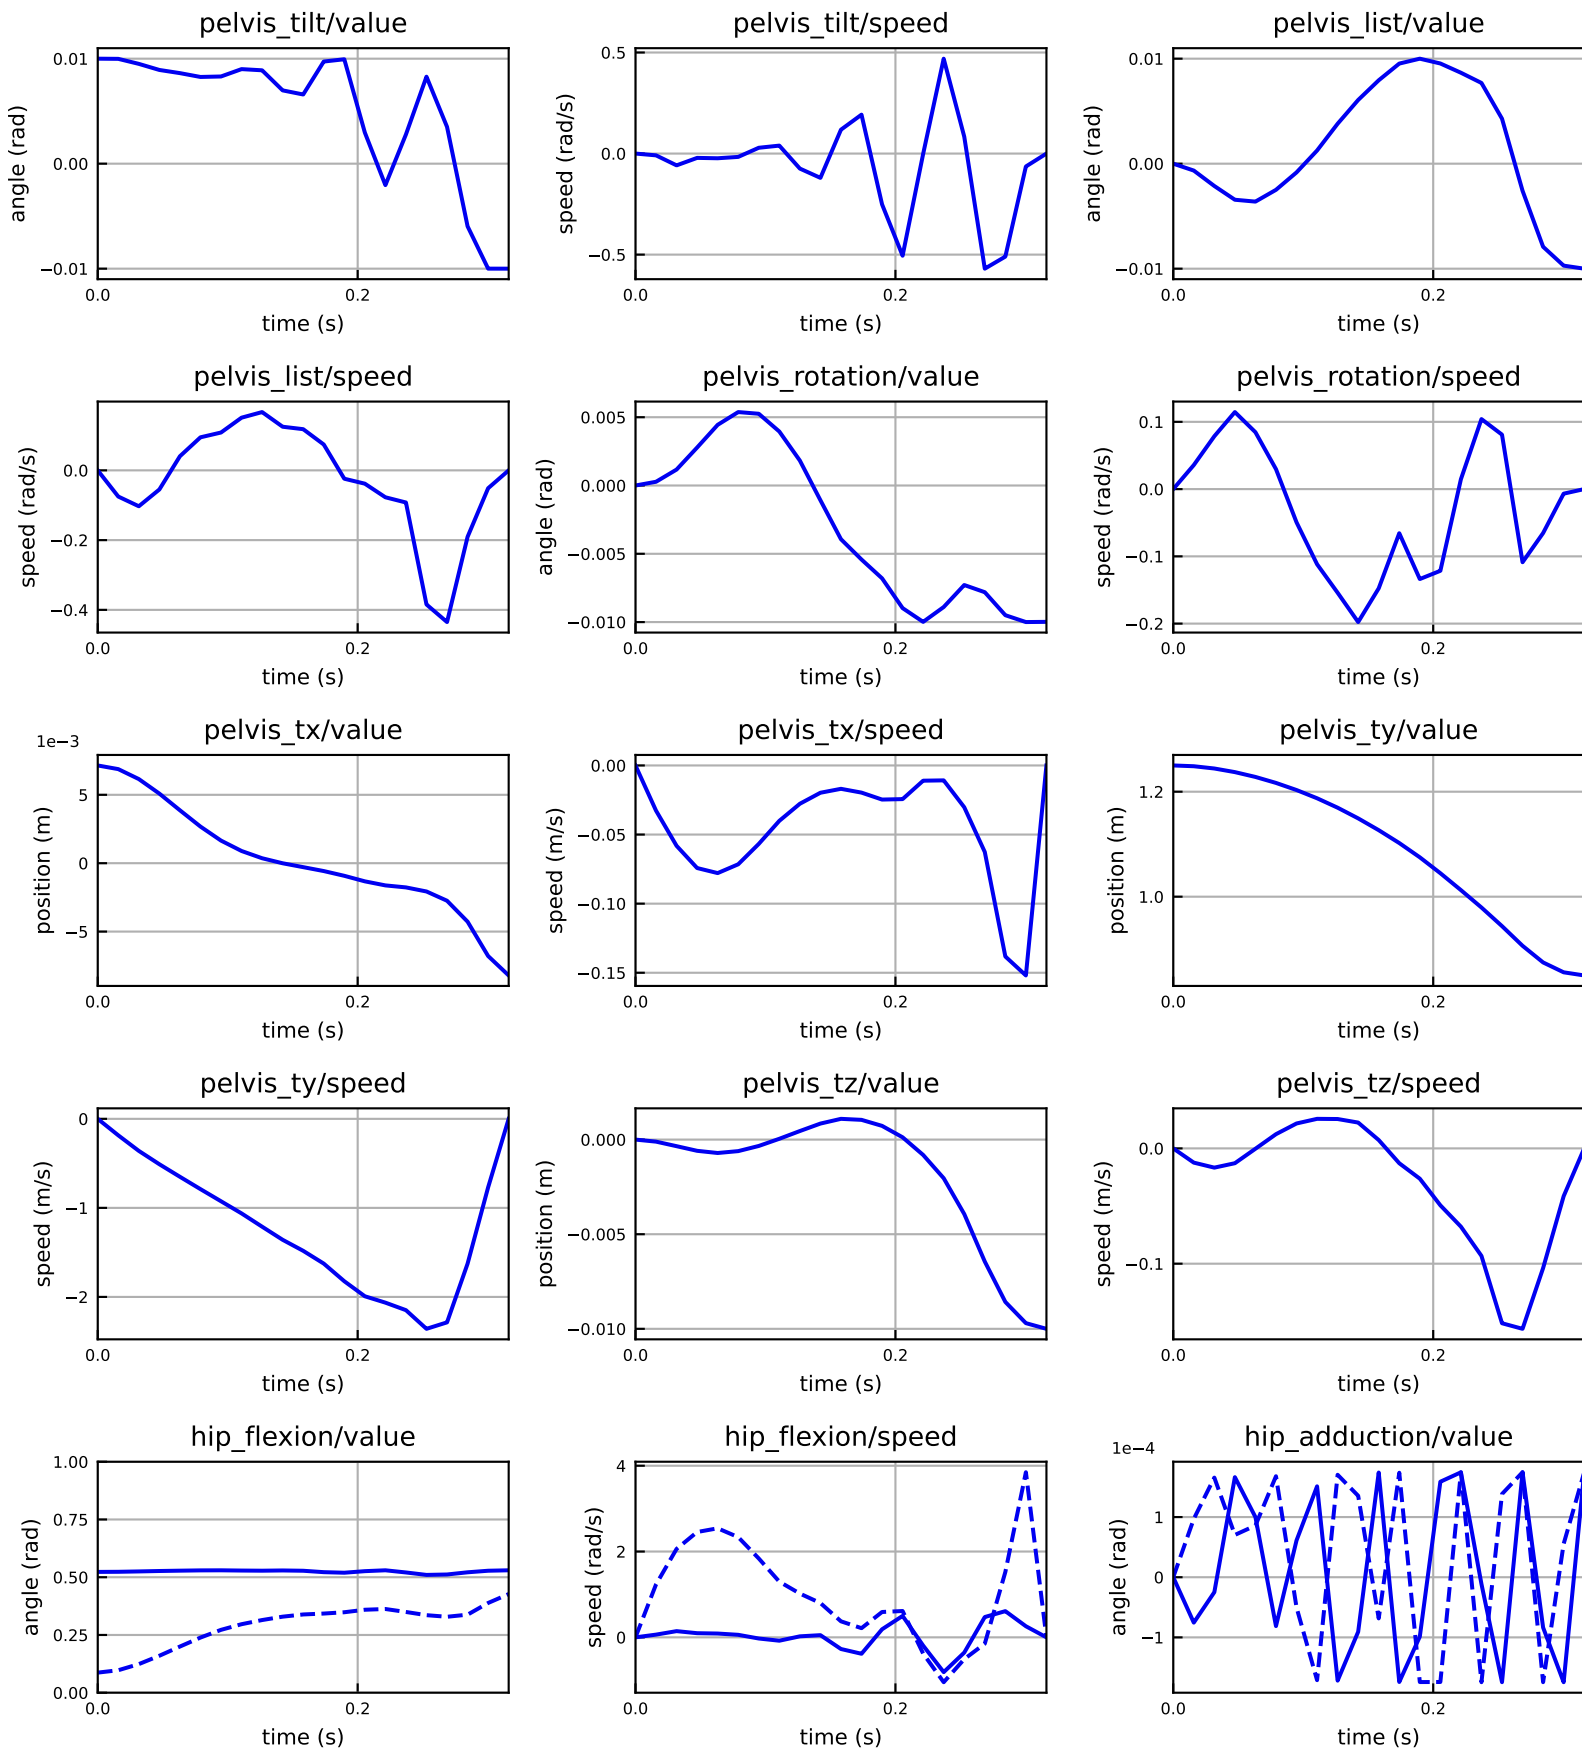 pelvis_tilt/value
pelvis_tilt/speed
pelvis_list/value
0.01
0.00
−0.01
angle (rad)
0.0
0.2
time (s)
0.5
0.0
−0.5
speed (rad/s)
0.0
0.2
time (s)
0.01
0.00
−0.01
angle (rad)
0.0
0.2
time (s)
pelvis_list/speed
pelvis_rotation/value
pelvis_rotation/speed
0.0
−0.2
−0.4
speed (rad/s)
0.0
0.2
time (s)
0.005
0.000
−0.005
−0.010
angle (rad)
0.0
0.2
time (s)
0.1
0.0
−0.1
−0.2
speed (rad/s)
0.0
0.2
time (s)
pelvis_tx/value
pelvis_tx/speed
pelvis_ty/value
1e−3
5
0
−5
position (m)
0.0
0.2
time (s)
0.00
−0.05
−0.10
−0.15
speed (m/s)
0.0
0.2
time (s)
1.2
1.0
position (m)
0.0
0.2
time (s)
pelvis_ty/speed
pelvis_tz/value
pelvis_tz/speed
0
−1
−2
speed (m/s)
0.0
0.2
time (s)
0.000
−0.005
−0.010
position (m)
0.0
0.2
time (s)
0.0
−0.1
speed (m/s)
0.0
0.2
time (s)
hip_flexion/value
hip_flexion/speed
hip_adduction/value
1.00
0.75
0.50
0.25
0.00
angle (rad)
0.0
0.2
time (s)
4
2
0
speed (rad/s)
0.0
0.2
time (s)
1e−4
1
0
−1
angle (rad)
0.0
0.2
time (s)